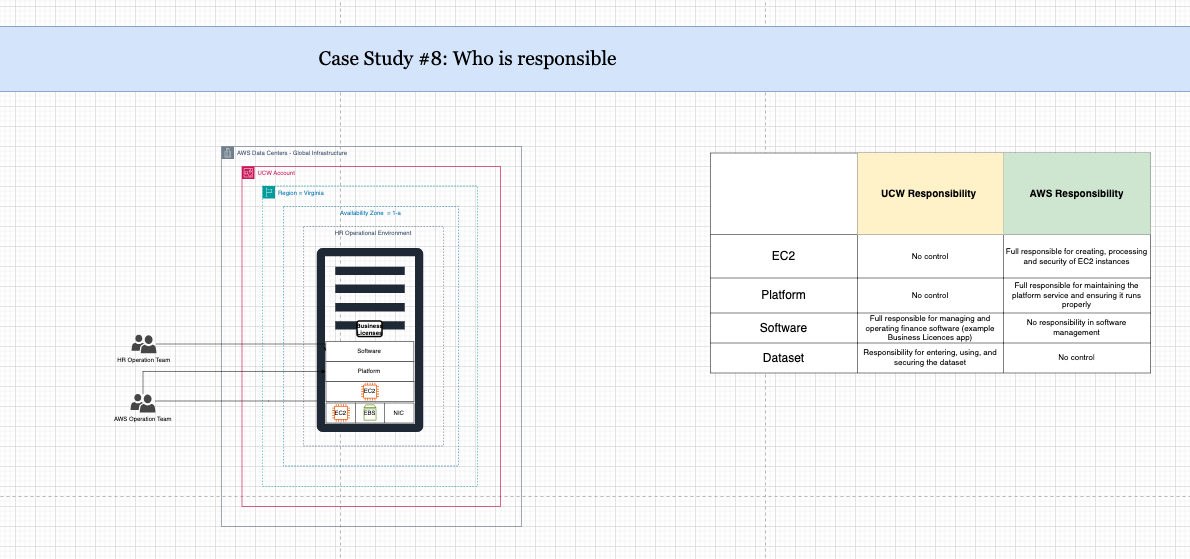 Case Study #8: Who is responsible
AWS Data Centers - Global Infrastructure
UCW Account
Region = Virginia
Availability Zone = 1-a
HR Operational Environment
Business
Licenses
Software
Platform
EC2
EC2
EBS
NIC
HR Operation Team
AWS Operation Team
UCW Responsibility
AWS Responsibility
EC2
No control
Full responsible for creating, processing
and security of EC2 instances
Platform
No control
Full responsible for maintaining the
platform service and ensuring it runs
properly
Software
Full responsible for managing and
operating finance software (example
Business Licences app)
No responsibility in software
management
Dataset
Responsibility for entering, using, and
securing the dataset
No control